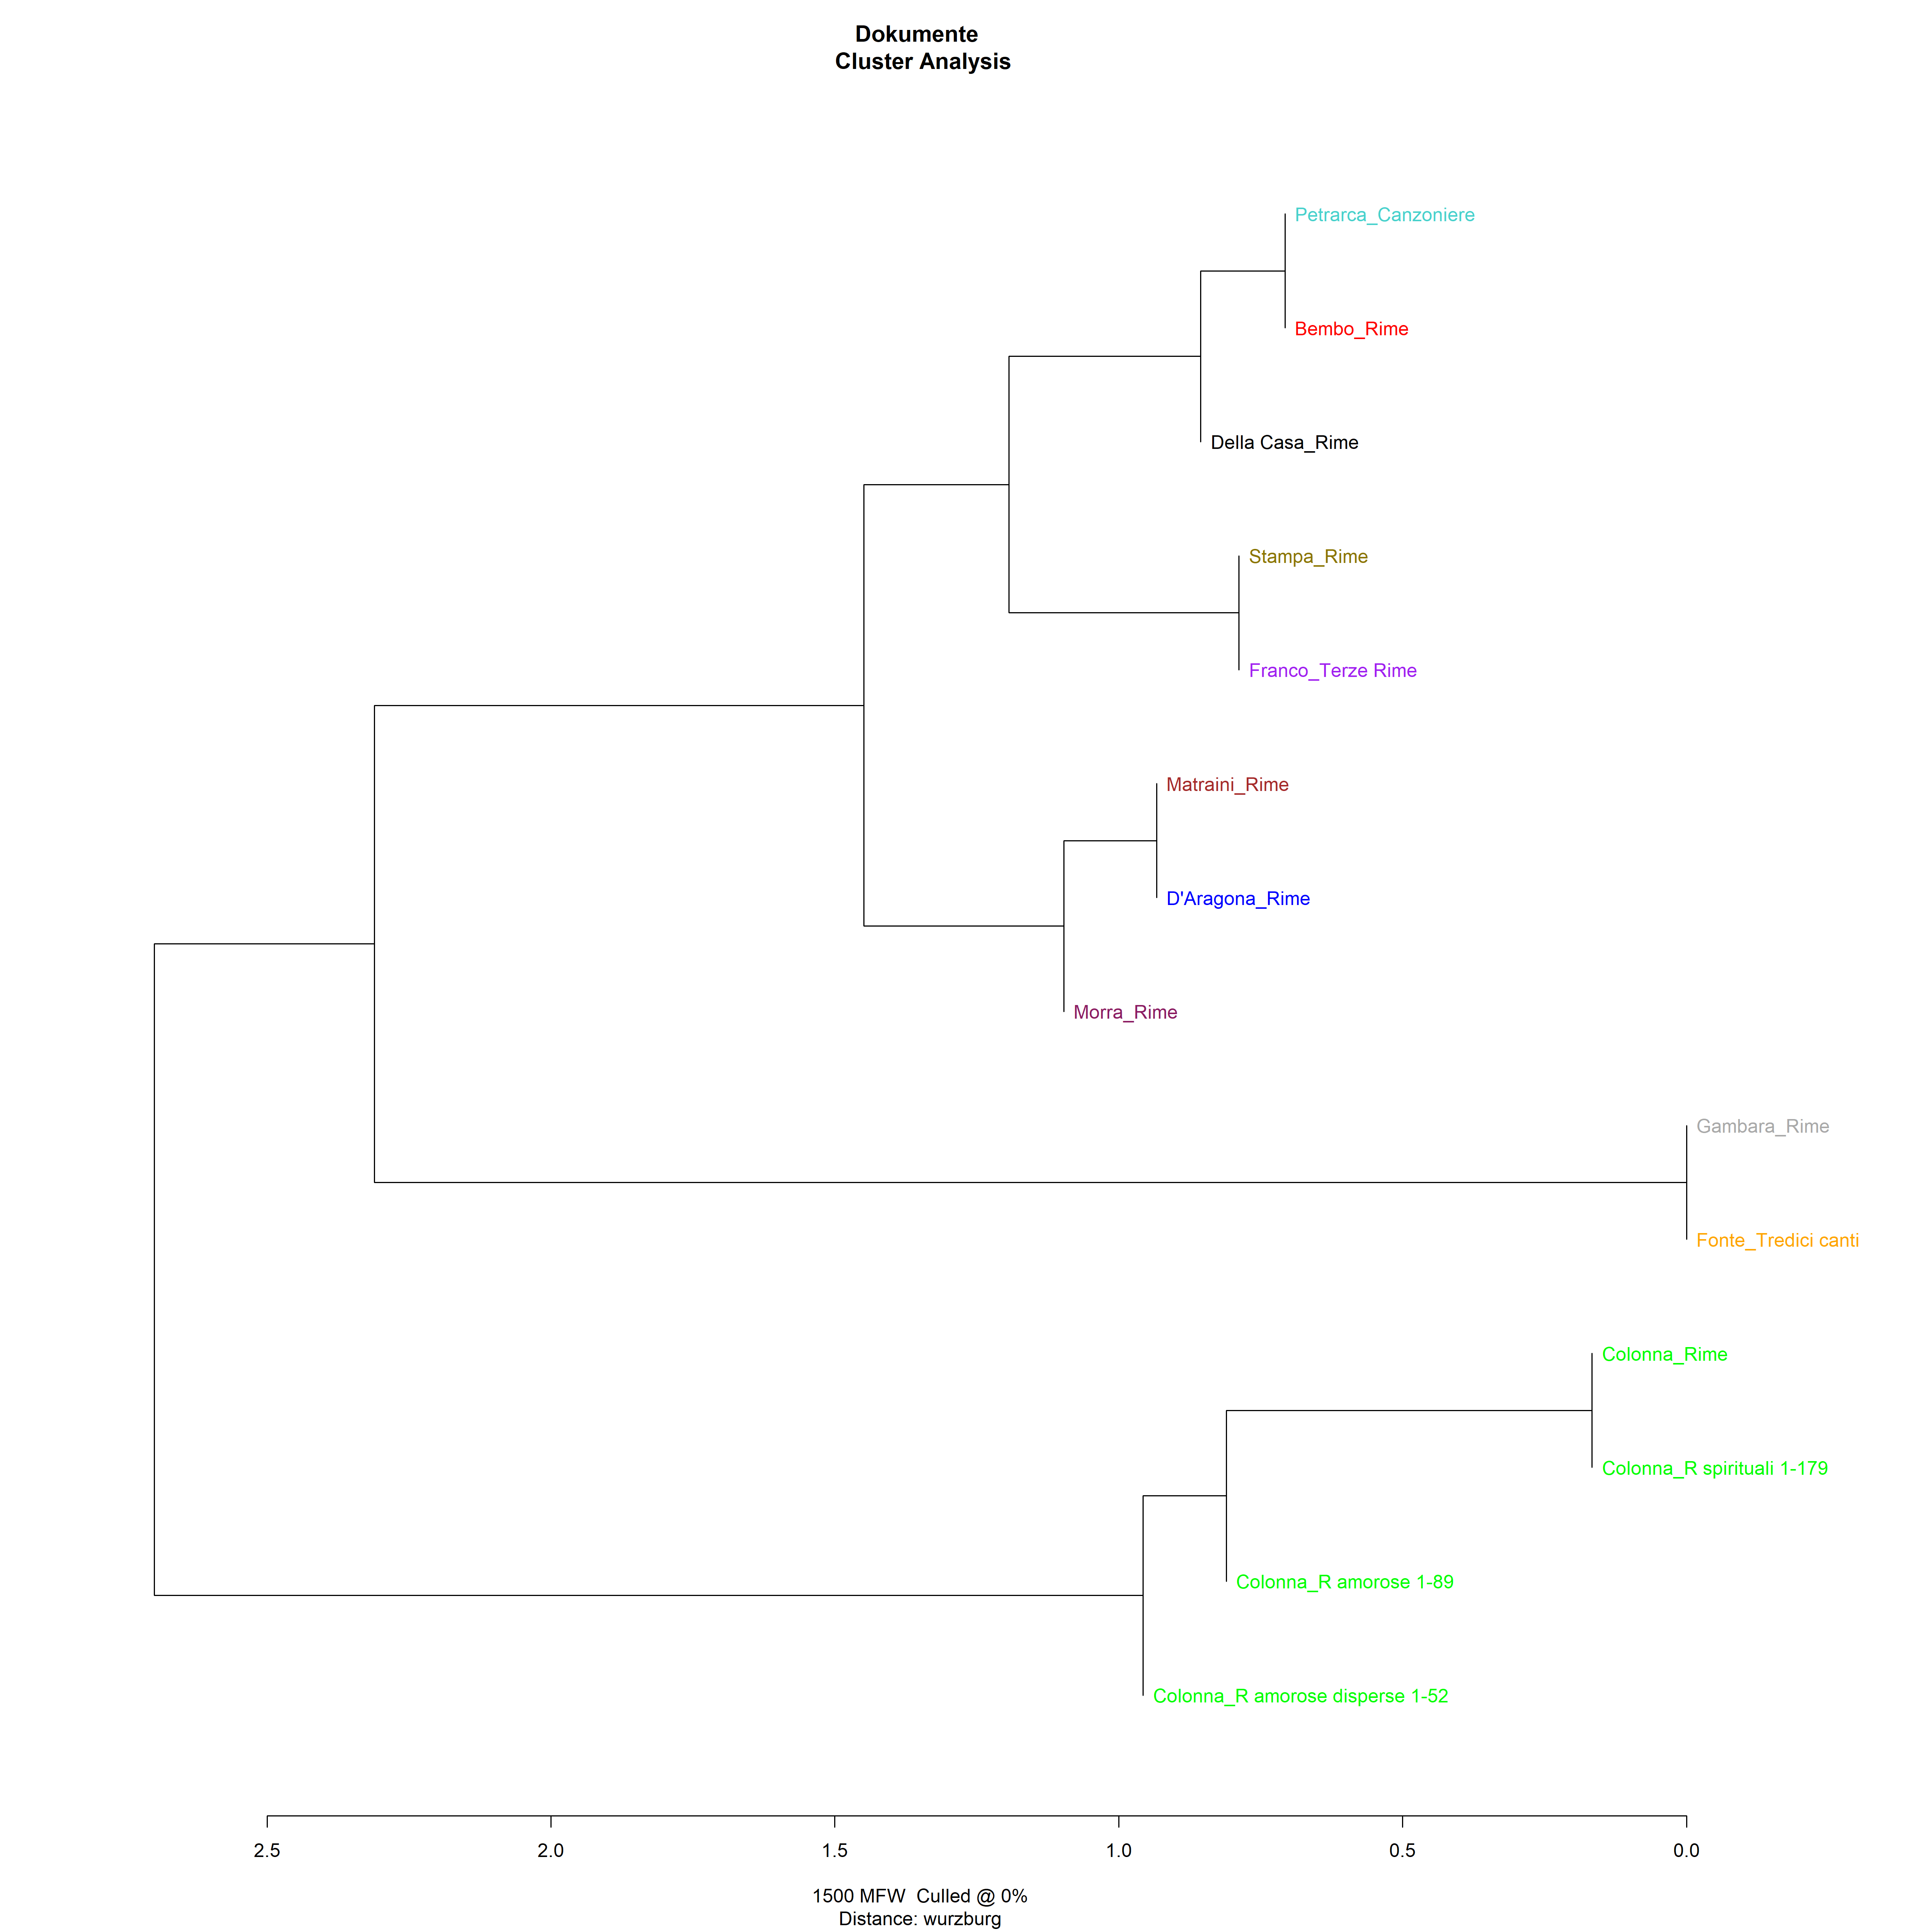 Dokumente
Cluster Analysis
Petrarca_Canzoniere
Bembo_Rime
Della Casa_Rime
Stampa_Rime
Franco_Terze Rime
Matraini_Rime
D'Aragona_Rime
Morra_Rime
Gambara_Rime
Fonte_Tredici canti
Colonna_Rime
Colonna_R spirituali 1-179
Colonna_R amorose 1-89
Colonna_R amorose disperse 1-52
2.5 2.0 1.5 1.0 0.5 0.0
1500 MFW  Culled @ 0%
Distance: wurzburg